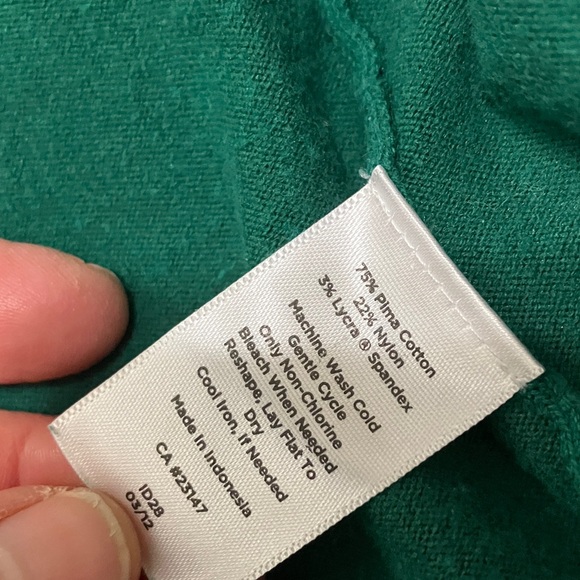 75% Pima Cotton
22% Nylon
3% Lycra ® Spandex
Machine Wash Cold
Gentle Cycle
Only Non-Chlorine
Bleach When Needed
Reshape, Lay Flat To
Dry
Cool Iron, if Needed
Made In Indonesia
CA #23147
ID28
03/12